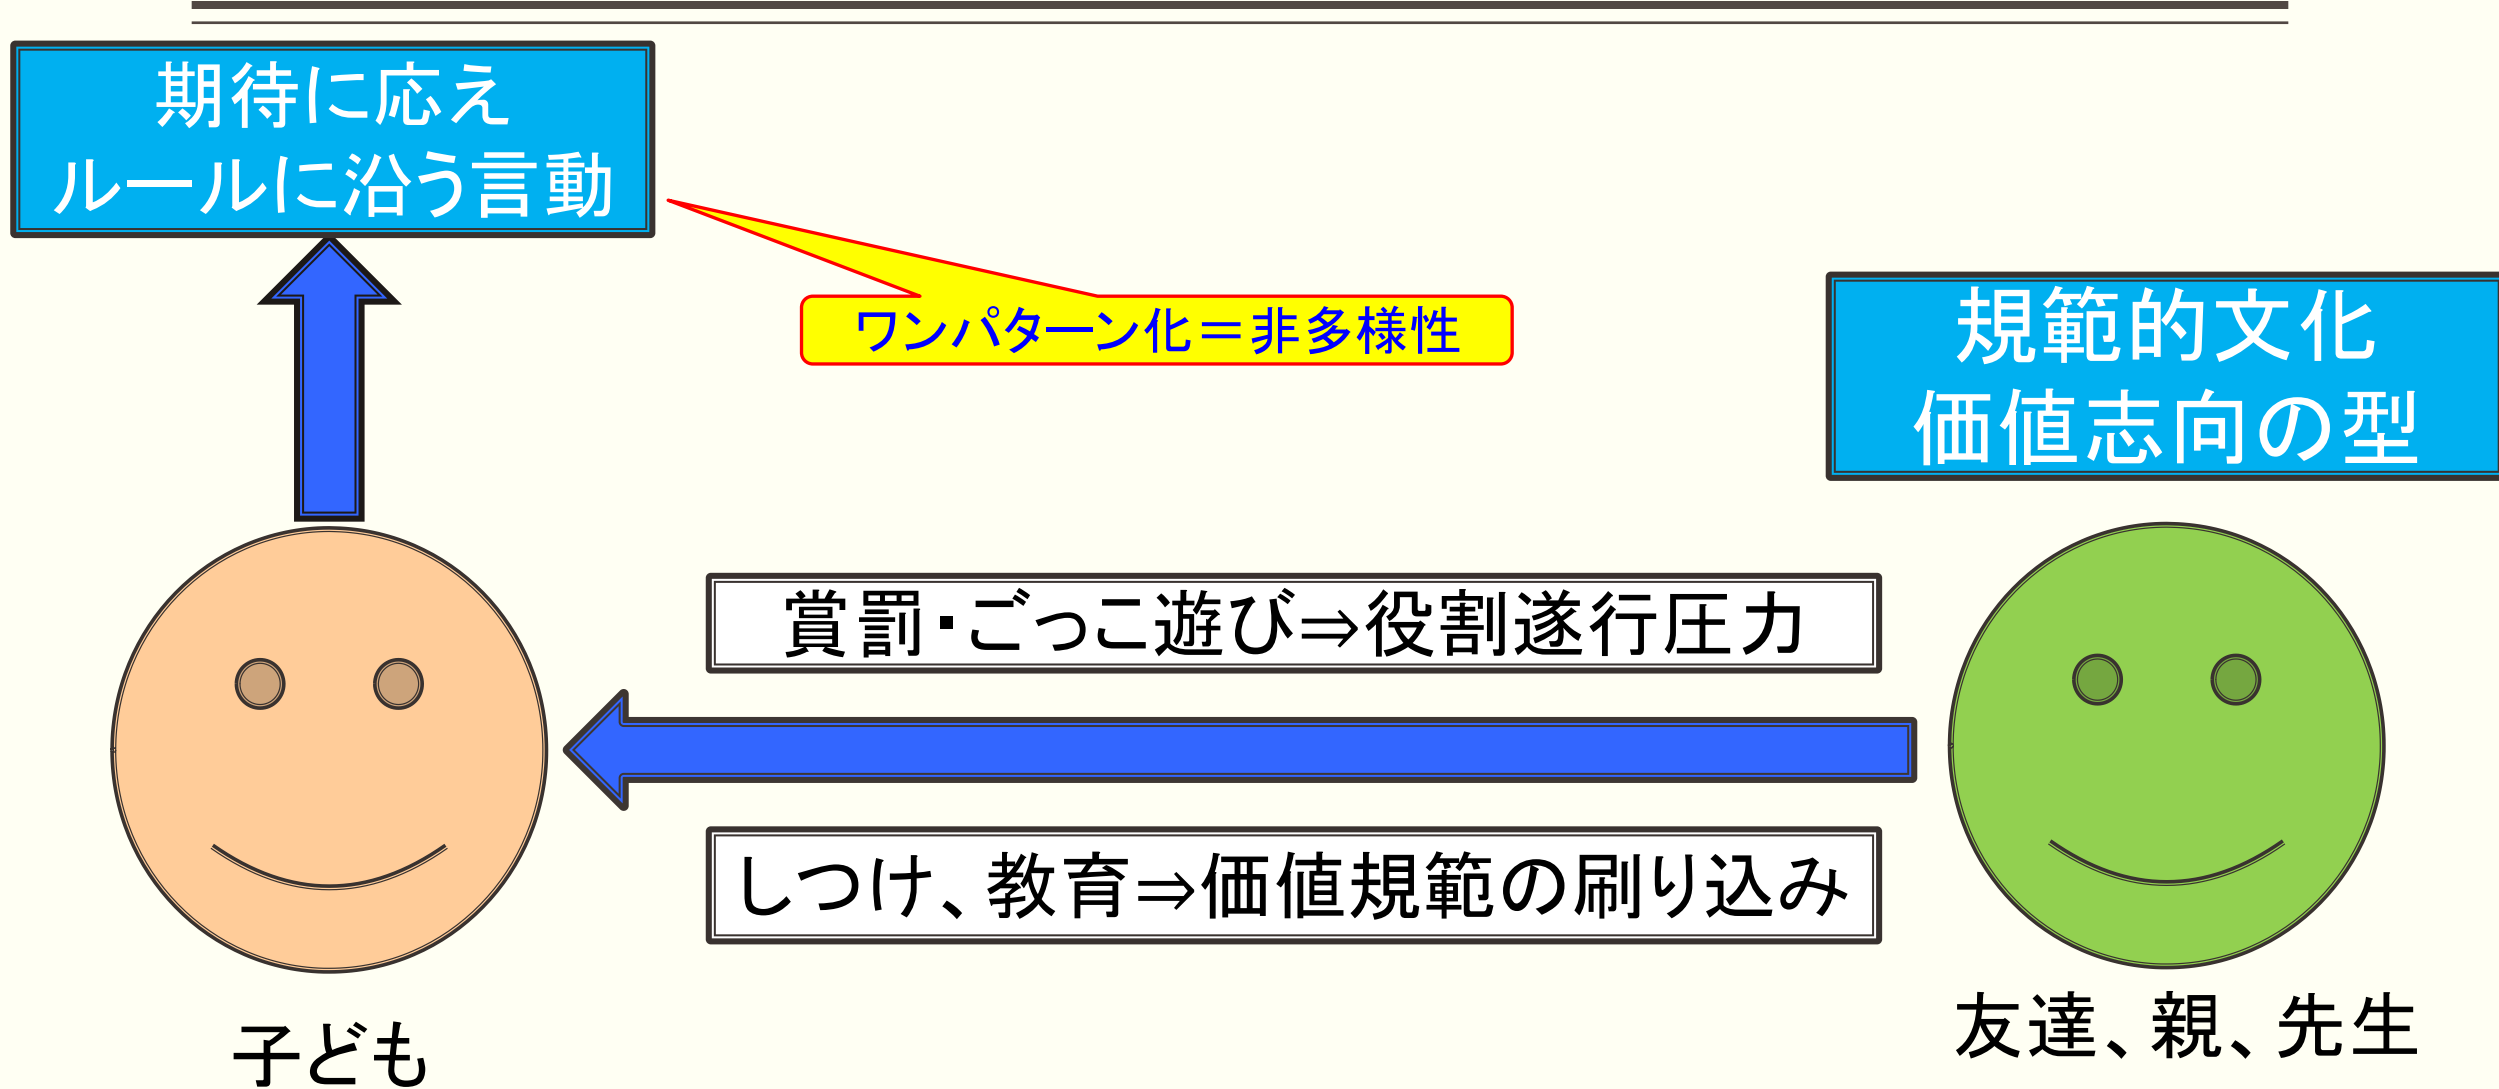 期待に応え
ルールに沿う言動
ワンパターン化＝非多様性
規範的文化
価値志向の型
賞罰・ごっこ遊び⇒役割遂行圧力
しつけ、教育⇒価値規範の刷り込み
子ども
友達、親、先生